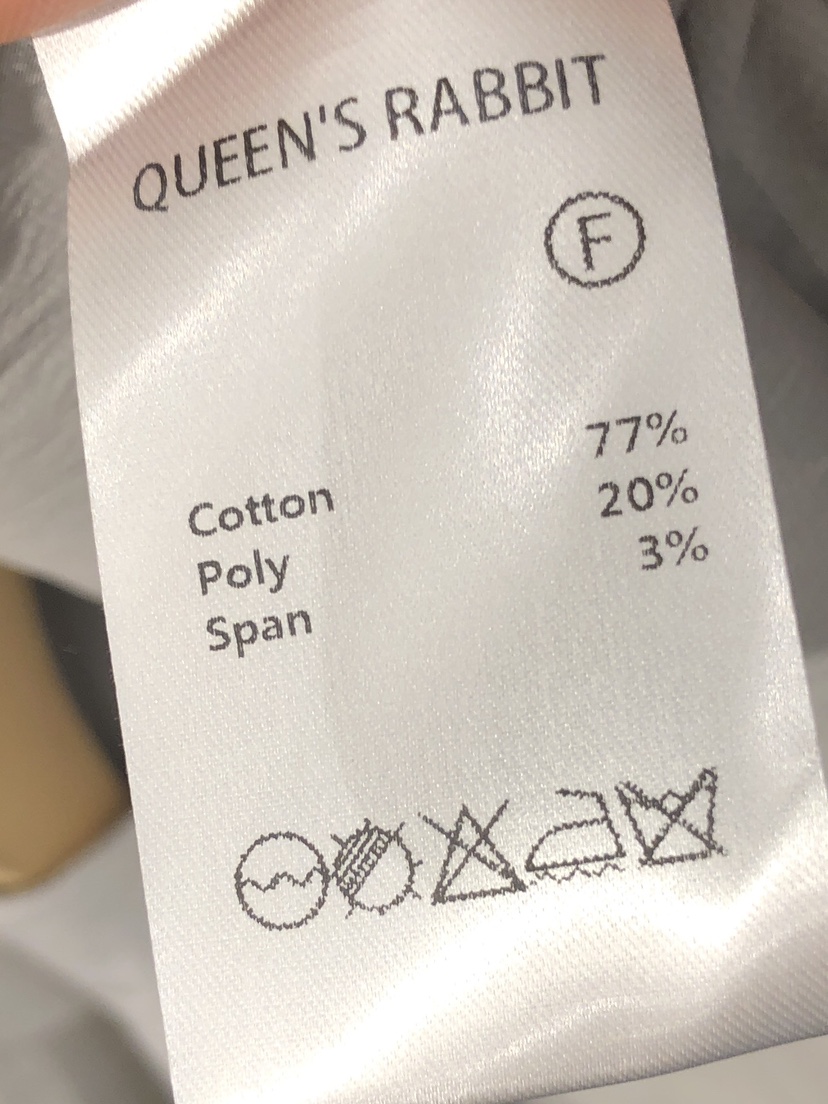 QUEEN'S RABBIT
F
Cotton 77%
Poly 20%
Span 3%